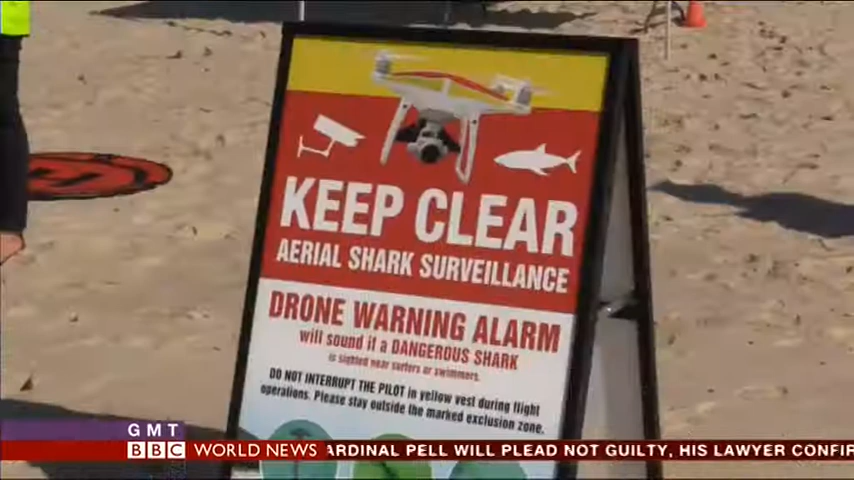 KEEP CLEAR
AERIAL SHARK SURVEILLANCE
DRONE WARNING ALARM
will sound if a DANGEROUS SHARK
is sighted near surfers or swimmers.
DO NOT INTERRUPT THE PILOT in yellow vest during flight
operations. Please stay outside the marked exclusion zone.
GMT
BBC WORLD NEWS ARDINAL PELL WILL PLEAD NOT GUILTY, HIS LAWYER CONFIR